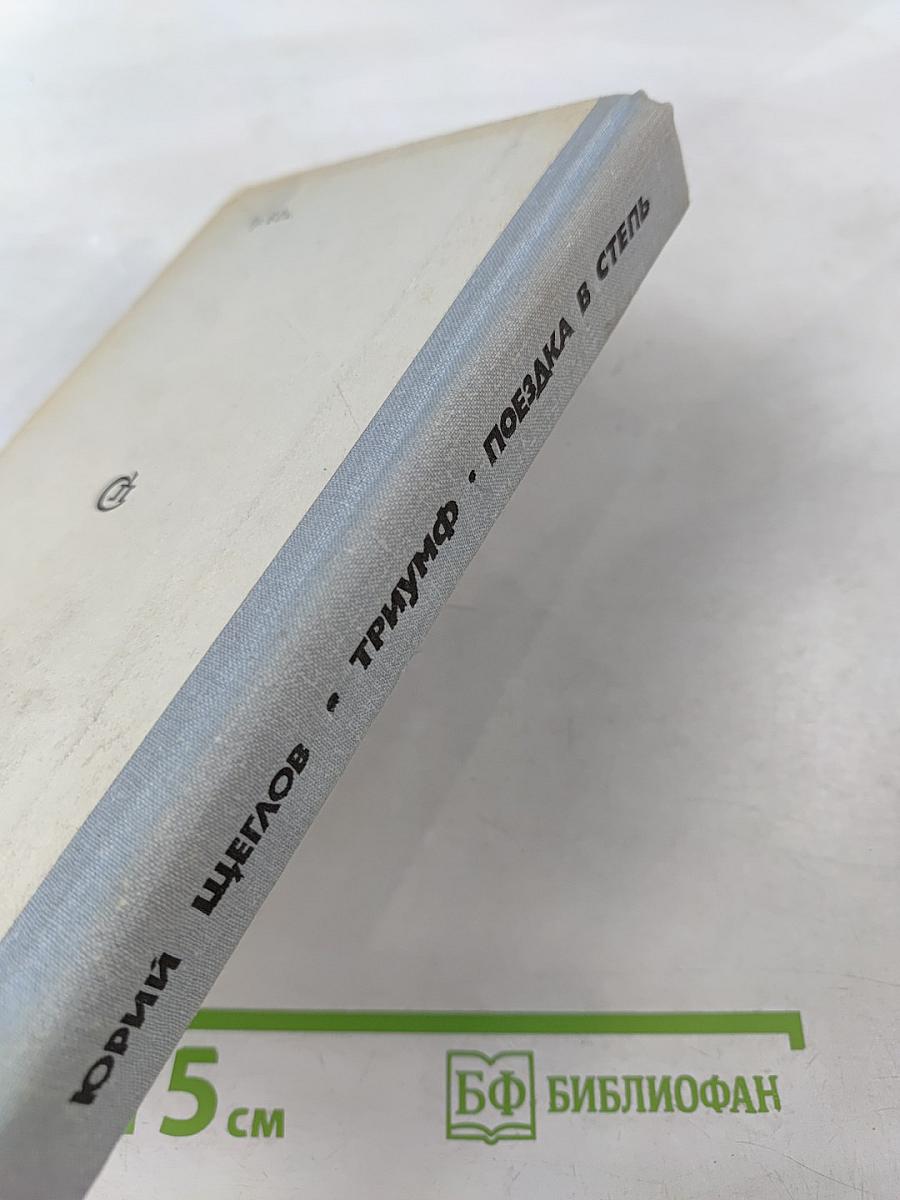 ЮРИЙ ЩЕГЛОВ • ТРИУМФ • ПОЕЗДКА В СТЕПЬ
5 см
БФ БИБЛИОФАН